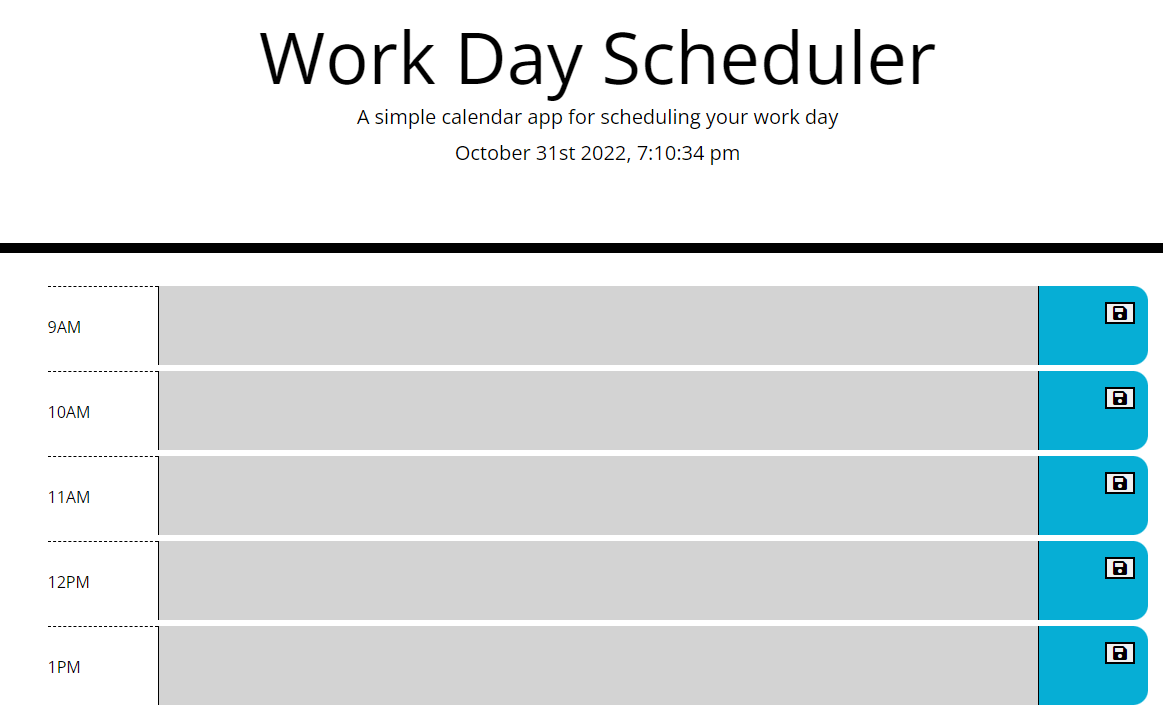 Work Day Scheduler
A simple calendar app for scheduling your work day
October 31st 2022, 7:10:34 pm
9AM
10AM
11AM
12PM
1PM